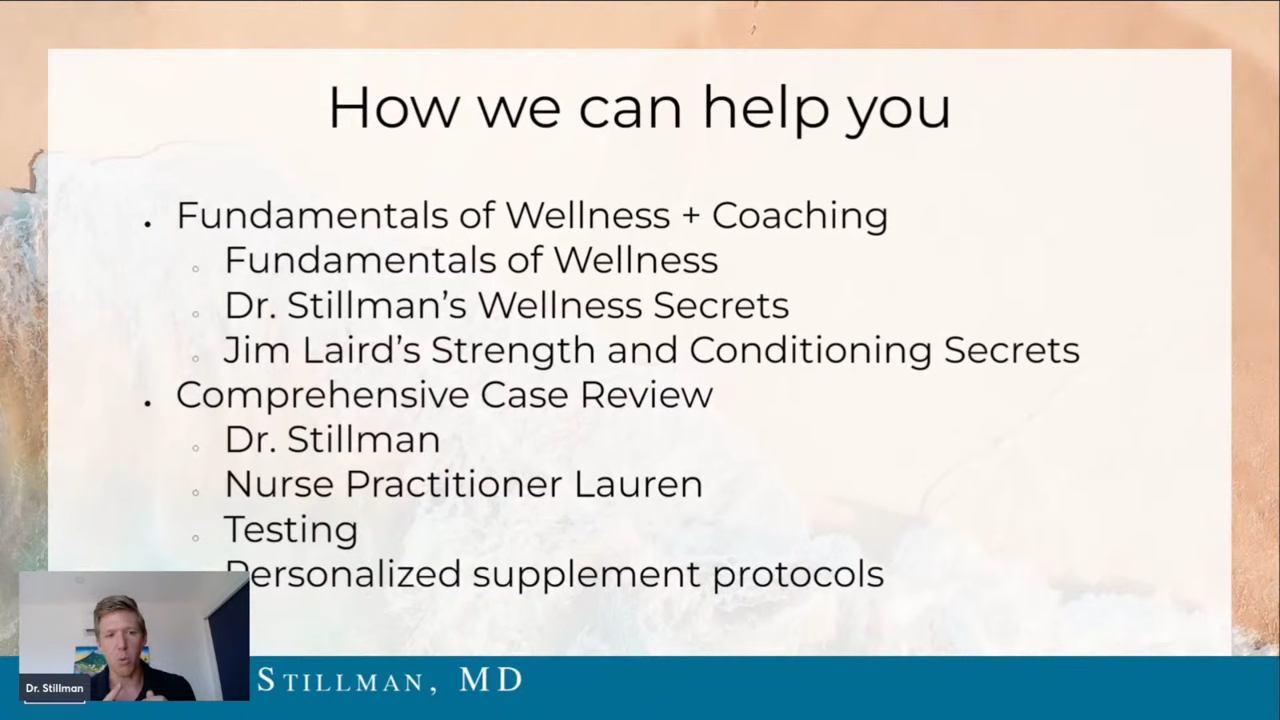 How we can help you
• Fundamentals of Wellness + Coaching
○ Fundamentals of Wellness
○ Dr. Stillman's Wellness Secrets
○ Jim Laird's Strength and Conditioning Secrets
• Comprehensive Case Review
○ Dr. Stillman
○ Nurse Practitioner Lauren
○ Testing
Personalized supplement protocols
Dr. Stillman
STILLMAN, MD